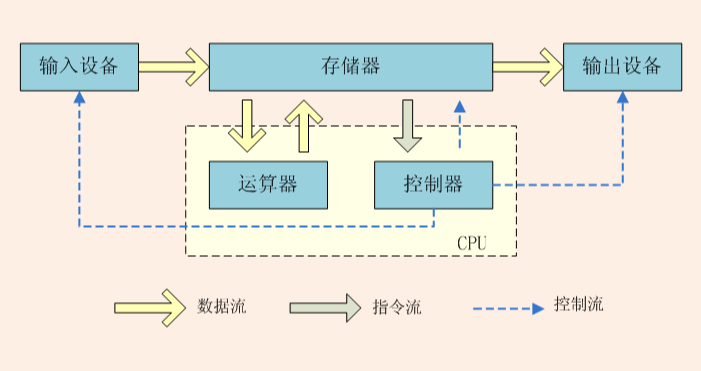 输入设备
存储器
输出设备
运算器
控制器
CPU
数据流
指令流
控制流